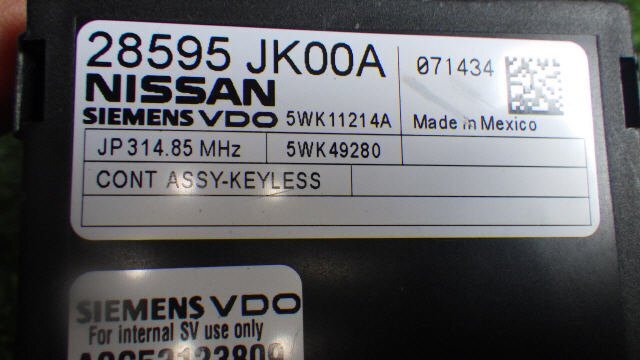 28595 JK00A 071434
NISSAN
SIEMENS VDO 5WK11214A Made in Mexico
JP 314.85 MHz 5WK49280
CONT ASSY-KEYLESS
SIEMENS VDO
For internal SV use only